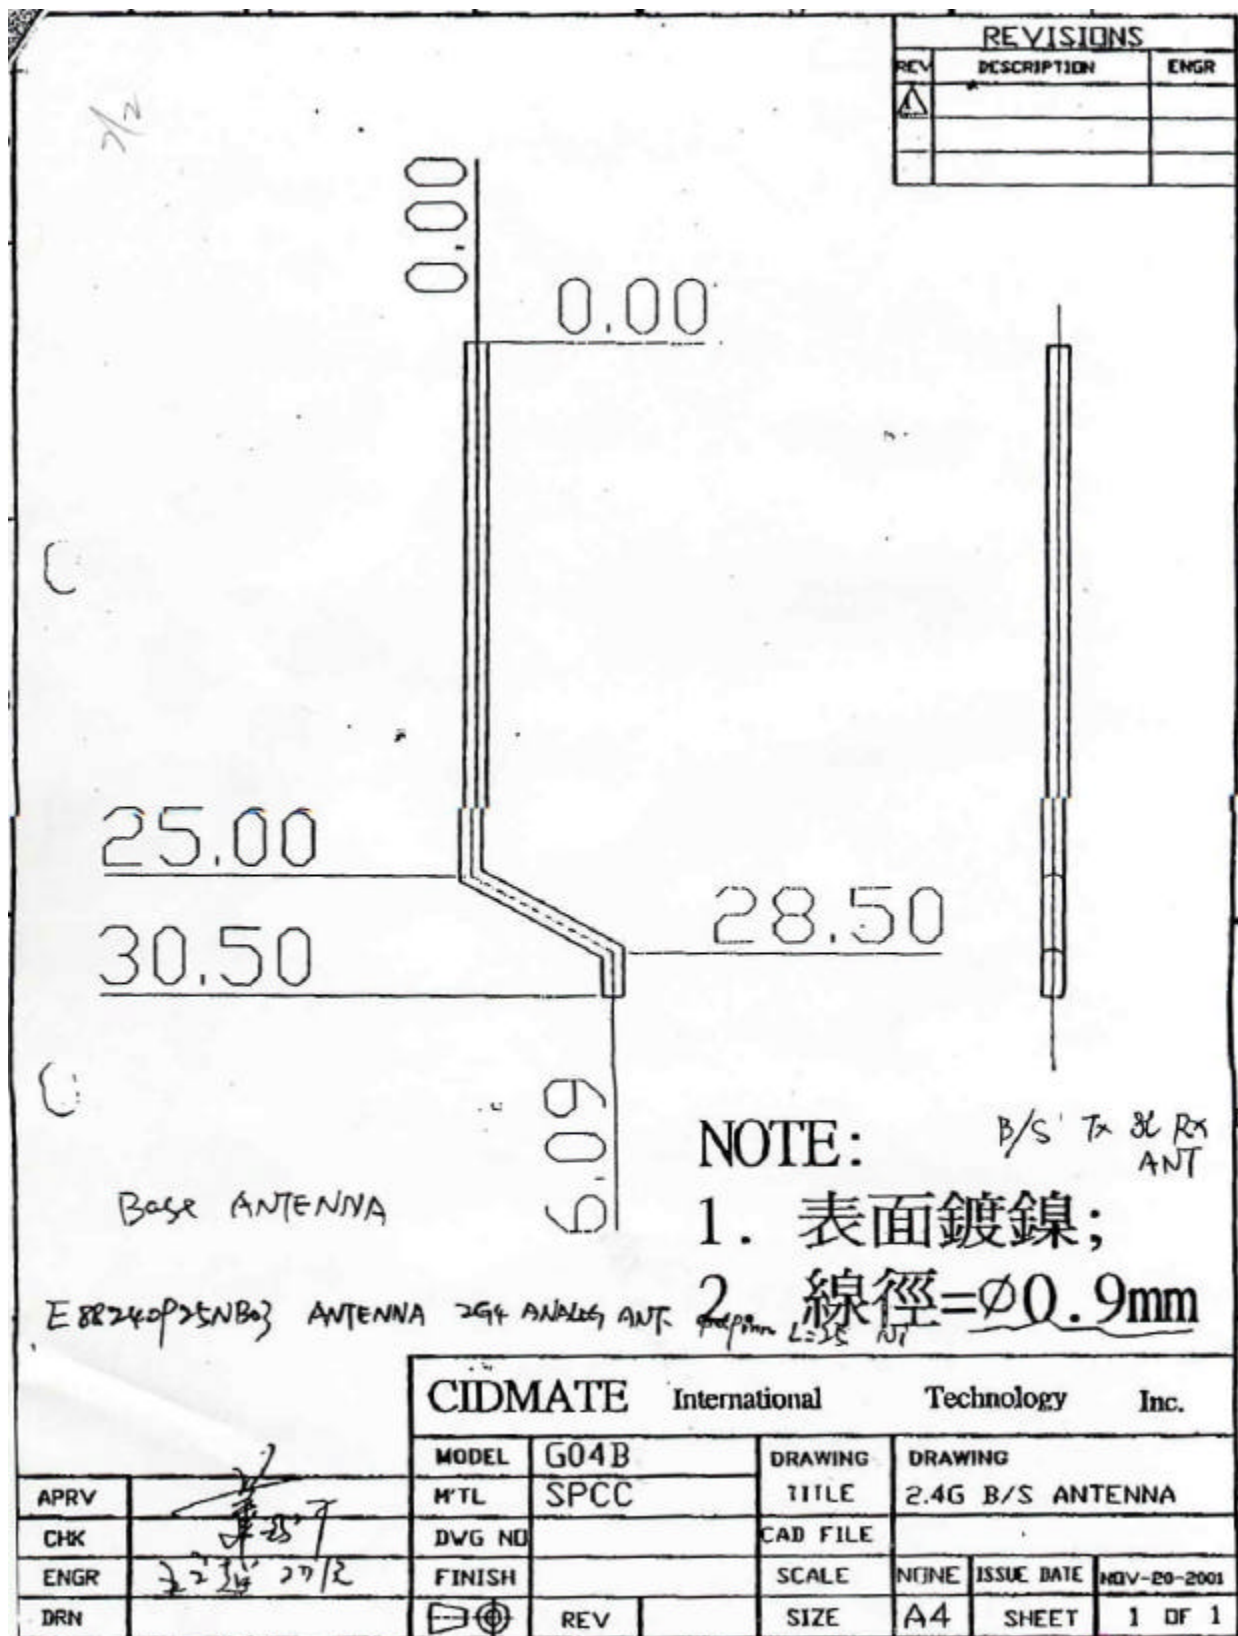 REVISIONS
REV DESCRIPTION ENGR
0.00
0.00
25.00
30.50
28.50
6.09
B/S Tx & Rx
ANT
NOTE:
1. 表面鍍鎳;
2. 線徑=Ø0.9mm
Base ANTENNA
E88240P25NB03 ANTENNA 2G4 ANALOG ANT.
CIDMATE International Technology Inc.
MODEL G04B DRAWING TITLE DRAWING
M'TL SPCC 2.4G B/S ANTENNA
APRV
CHK DWG NO CAD FILE
ENGR FINISH SCALE NONE ISSUE DATE NOV-20-2001
DRN REV SIZE A4 SHEET 1 OF 1